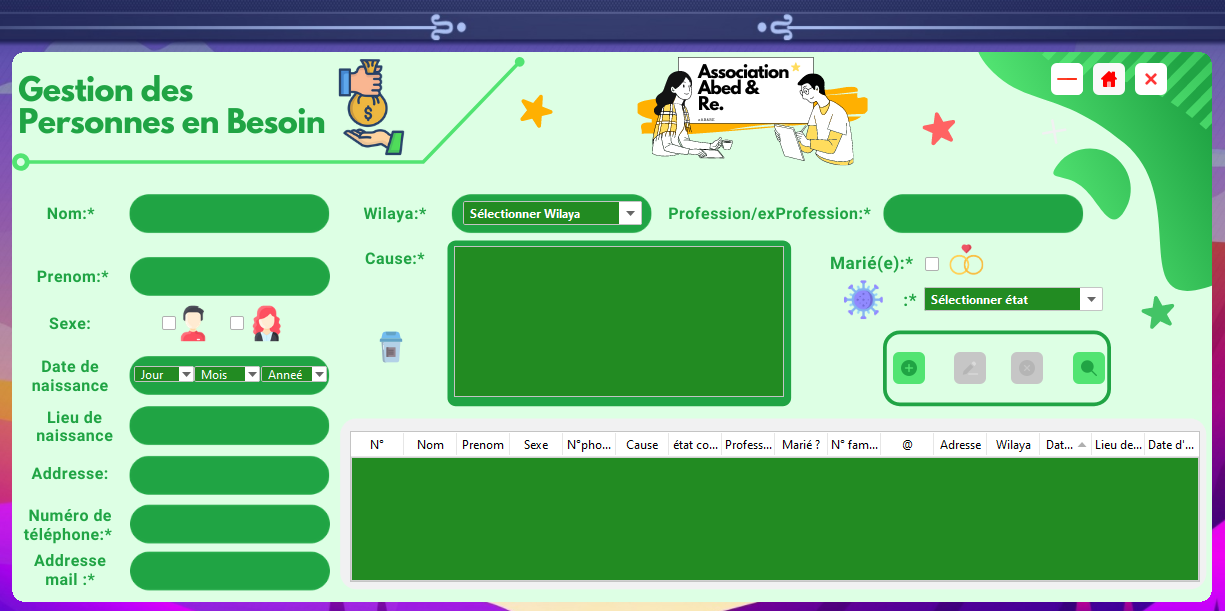 Gestion des
Personnes en Besoin
Association
Abed &
Re.
Nom:*
Wilaya:*
Sélectionner Wilaya
Profession/exProfession:*
Prenom:*
Cause:*
Marié(e):*
:*
Sélectionner état
Sexe:
Date de
naissance
Jour
Mois
Anneé
Lieu de
naissance
Addresse:
Numéro de
téléphone:*
Addresse
mail :*
N°
Nom
Prenom
Sexe
N°pho...
Cause
état co...
Profess...
Marié ?
N° fam...
@
Adresse
Wilaya
Dat...
Lieu de...
Date d'...